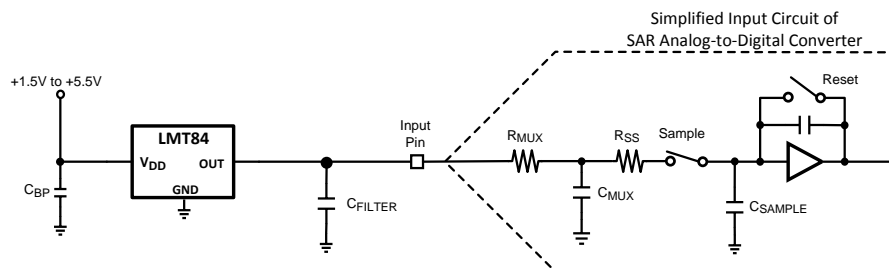 Simplified Input Circuit of
SAR Analog-to-Digital Converter
+1.5V to +5.5V
Reset
LMT84
Input
Pin
RMUX
RSS
Sample
VDD
OUT
GND
CBP
CFILTER
CMUX
CSAMPLE